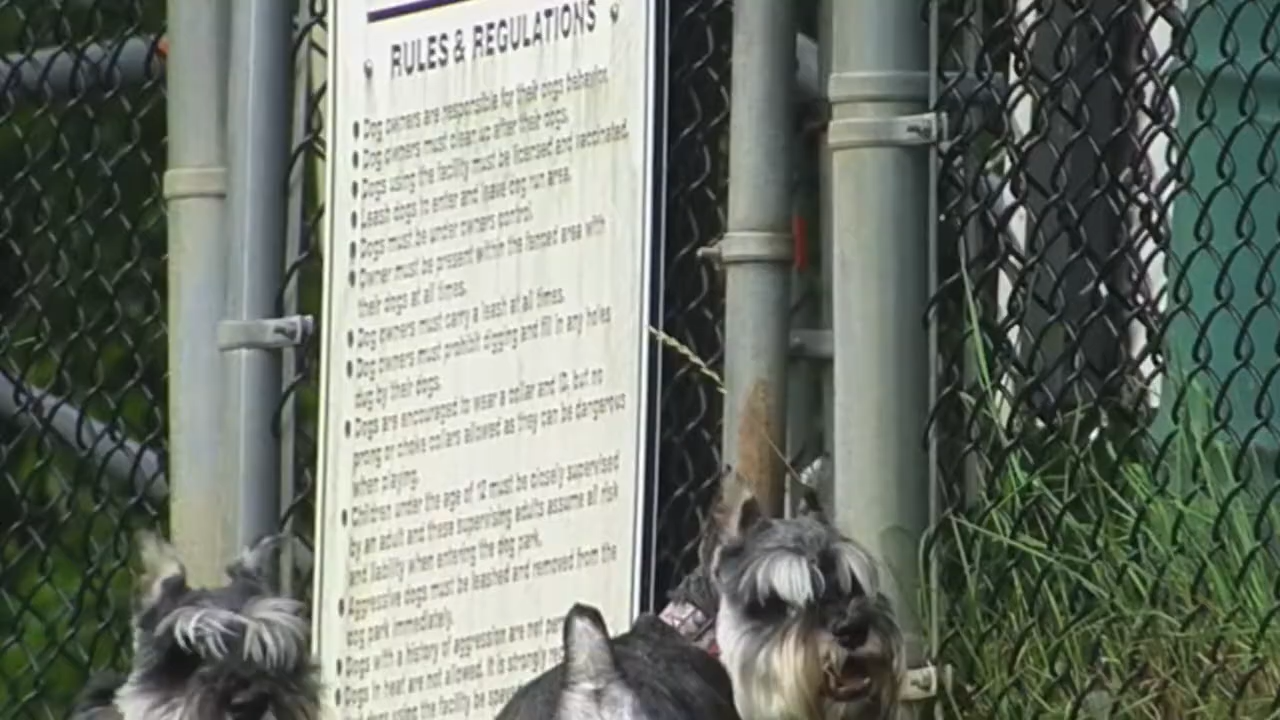 RULES & REGULATIONS
• Dog owners are responsible for their dogs behavior.
• Dog owners must clean up after their dogs.
• Dogs using the facility must be licensed and vaccinated.
• Leash dogs to enter and leave dog run area.
• Dogs must be under owners control.
• Owner must be present within the fenced area with
their dogs at all times.
• Dog owners must carry a leash at all times.
• Dog owners must prohibit digging and fill in any holes
dug by their dogs.
• Dogs are encouraged to wear a collar and ID, but no
prong or choke collars allowed as they can be dangerous
when playing.
• Children under the age of 12 must be closely supervised
by an adult and these supervising adults assume all risk
and liability when entering the dog park.
• Aggressive dogs must be leashed and removed from the
dog park immediately.
• Dogs with a history of aggression are not
• Dogs in heat are not allowed. It is strongly
dogs using the facility be